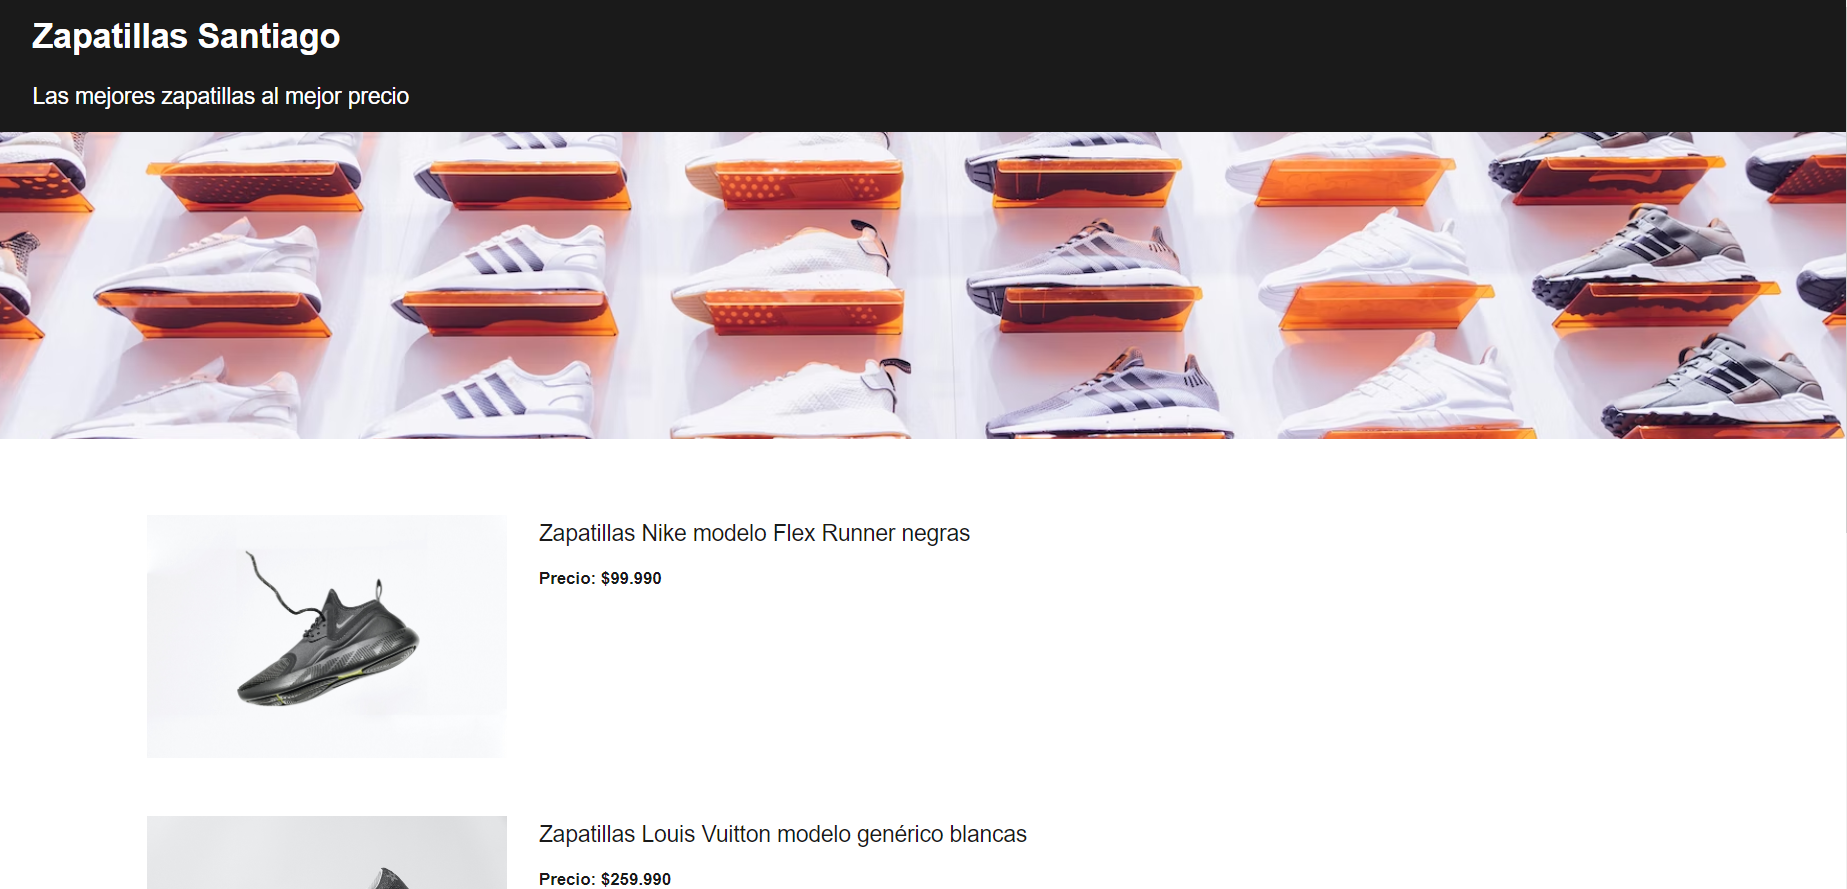 Zapatillas Santiago
Las mejores zapatillas al mejor precio
Zapatillas Nike modelo Flex Runner negras
Precio: $99.990
Zapatillas Louis Vuitton modelo genérico blancas
Precio: $259.990